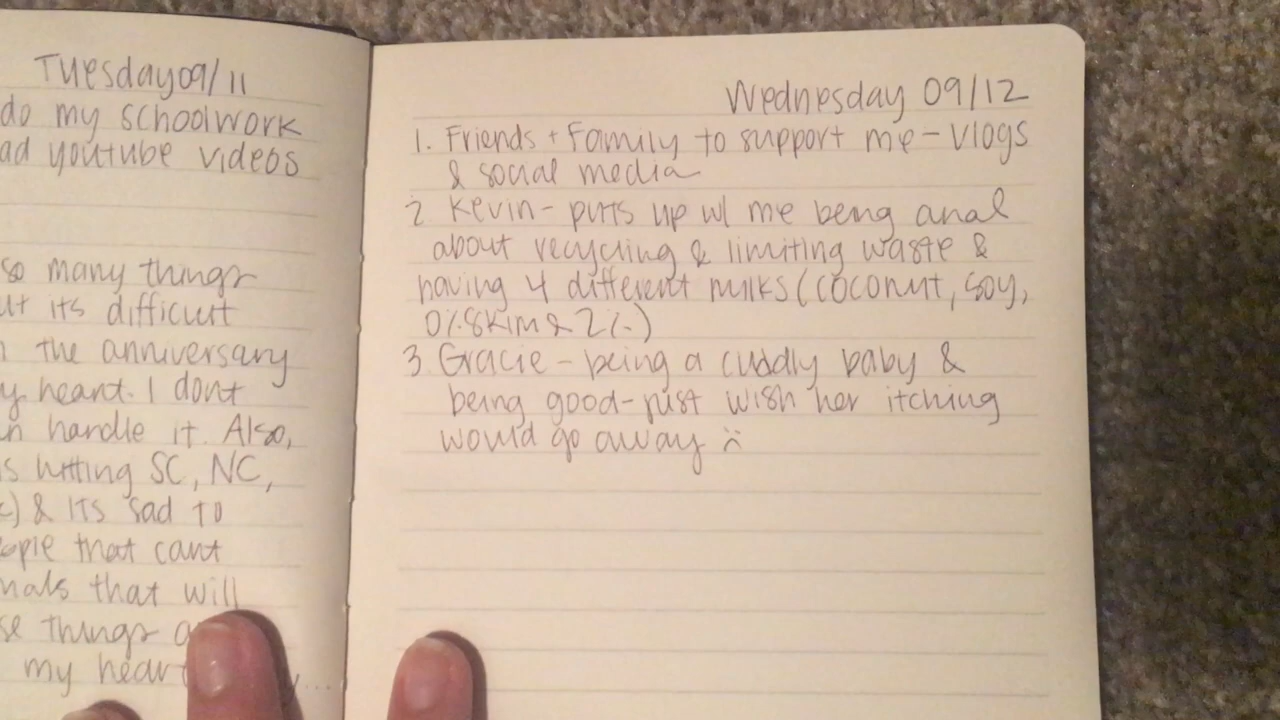 Tuesday 09/11
do my schoolwork
ad youtube videos
so many things
ut its difficult
n the anniversary
y heart. I dont
n handle it. Also,
is hitting SC, NC,
c) & its sad to
ople that cant
mals that will
se things a
my heart
Wednesday 09/12
1. Friends + Family to support me - vlogs
& social media
2 Kevin - puts up w/ me being anal
about recycling & limiting waste &
having 4 different milks (coconut, soy,
0% skim & 2%)
3. Gracie - being a cuddly baby &
being good - just wish her itching
would go away :(